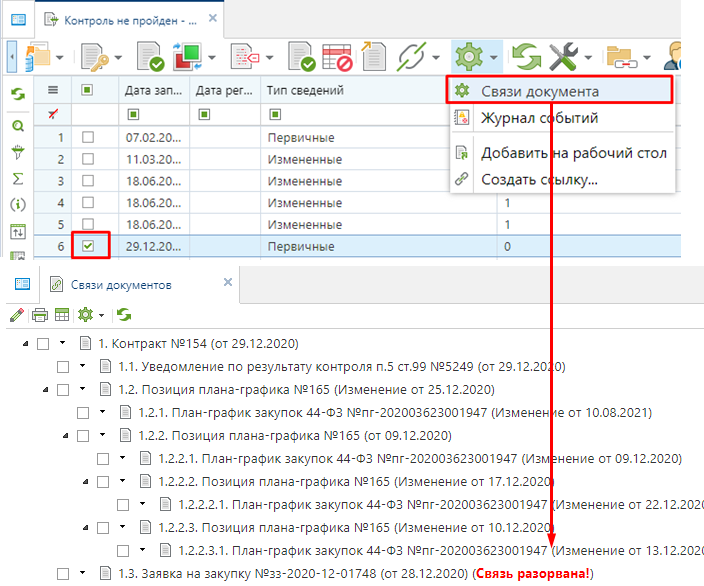 Контроль не пройден - ...
Связи документа
Журнал событий
Добавить на рабочий стол
Создать ссылку...
Дата зап... Дата рег... Тип сведений
1 07.02.20... Первичные
2 11.03.20... Измененные
3 18.06.20... Измененные
4 18.06.20... Измененные 1
5 18.06.20... Измененные 1
6 29.12.20... Первичные 0
Связи документов
1. Контракт №154 (от 29.12.2020)
1.1. Уведомление по результату контроля п.5 ст.99 №5249 (от 29.12.2020)
1.2. Позиция плана-графика №165 (Изменение от 25.12.2020)
1.2.1. План-график закупок 44-ФЗ №пг-202003623001947 (Изменение от 10.08.2021)
1.2.2. Позиция плана-графика №165 (от 09.12.2020)
1.2.2.1. План-график закупок 44-ФЗ №пг-202003623001947 (Изменение от 09.12.2020)
1.2.2.2. Позиция плана-графика №165 (Изменение от 17.12.2020)
1.2.2.2.1. План-график закупок 44-ФЗ №пг-202003623001947 (Изменение от 22.12.2020
1.2.2.3. Позиция плана-графика №165 (Изменение от 10.12.2020)
1.2.2.3.1. План-график закупок 44-ФЗ №пг-202003623001947 (Изменение от 13.12.2020
1.3. Заявка на закупку №зз-2020-12-01748 (от 28.12.2020) (Связь разорвана!)